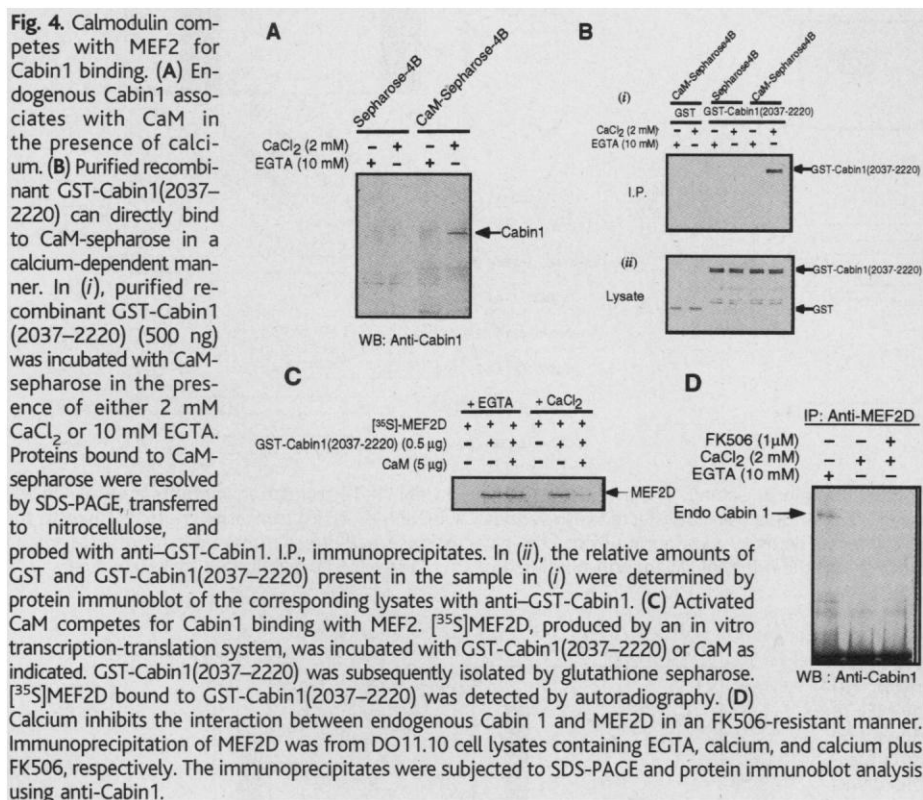 Fig. 4. Calmodulin com-
petes with MEF2 for
Cabin1 binding. (A) En-
dogenous Cabin1 asso-
ciates with CaM in
the presence of calci-
um. (B) Purified recombi-
nant GST-Cabin1(2037–
2220) can directly bind
to CaM-sepharose in a
calcium-dependent man-
ner. In (i), purified re-
combinant GST-Cabin1
(2037–2220) (500 ng)
was incubated with CaM-
sepharose in the pres-
ence of either 2 mM
CaCl₂ or 10 mM EGTA.
Proteins bound to CaM-
sepharose were resolved
by SDS-PAGE, transferred
to nitrocellulose, and
probed with anti–GST-Cabin1. I.P., immunoprecipitates. In (ii), the relative amounts of
GST and GST-Cabin1(2037–2220) present in the sample in (i) were determined by
protein immunoblot of the corresponding lysates with anti–GST-Cabin1. (C) Activated
CaM competes for Cabin1 binding with MEF2. [³⁵S]MEF2D, produced by an in vitro
transcription-translation system, was incubated with GST-Cabin1(2037–2220) or CaM as
indicated. GST-Cabin1(2037–2220) was subsequently isolated by glutathione sepharose.
[³⁵S]MEF2D bound to GST-Cabin1(2037–2220) was detected by autoradiography. (D)
Calcium inhibits the interaction between endogenous Cabin 1 and MEF2D in an FK506-resistant manner.
Immunoprecipitation of MEF2D was from DO11.10 cell lysates containing EGTA, calcium, and calcium plus
FK506, respectively. The immunoprecipitates were subjected to SDS-PAGE and protein immunoblot analysis
using anti-Cabin1.
A
Sepharose-4B
CaM-Sepharose-4B
CaCl₂ (2 mM) – + – +
EGTA (10 mM) + – + –
Cabin1
WB: Anti-Cabin1
B
(i)
CaM-Sepharose-4B
Sepharose-4B
CaM-Sepharose-4B
GST GST-Cabin1(2037-2220)
CaCl₂ (2 mM) – + – + – +
EGTA (10 mM) + – + – + –
I.P.
GST-Cabin1(2037-2220)
(ii)
Lysate
GST-Cabin1(2037-2220)
GST
C
+ EGTA + CaCl₂
[³⁵S]-MEF2D + + + + + +
GST-Cabin1(2037-2220) (0.5 µg) – + + – + +
CaM (5 µg) – – + – – +
MEF2D
D
IP: Anti-MEF2D
FK506 (1µM) – – +
CaCl₂ (2 mM) – + +
EGTA (10 mM) + – –
Endo Cabin 1
WB : Anti-Cabin1